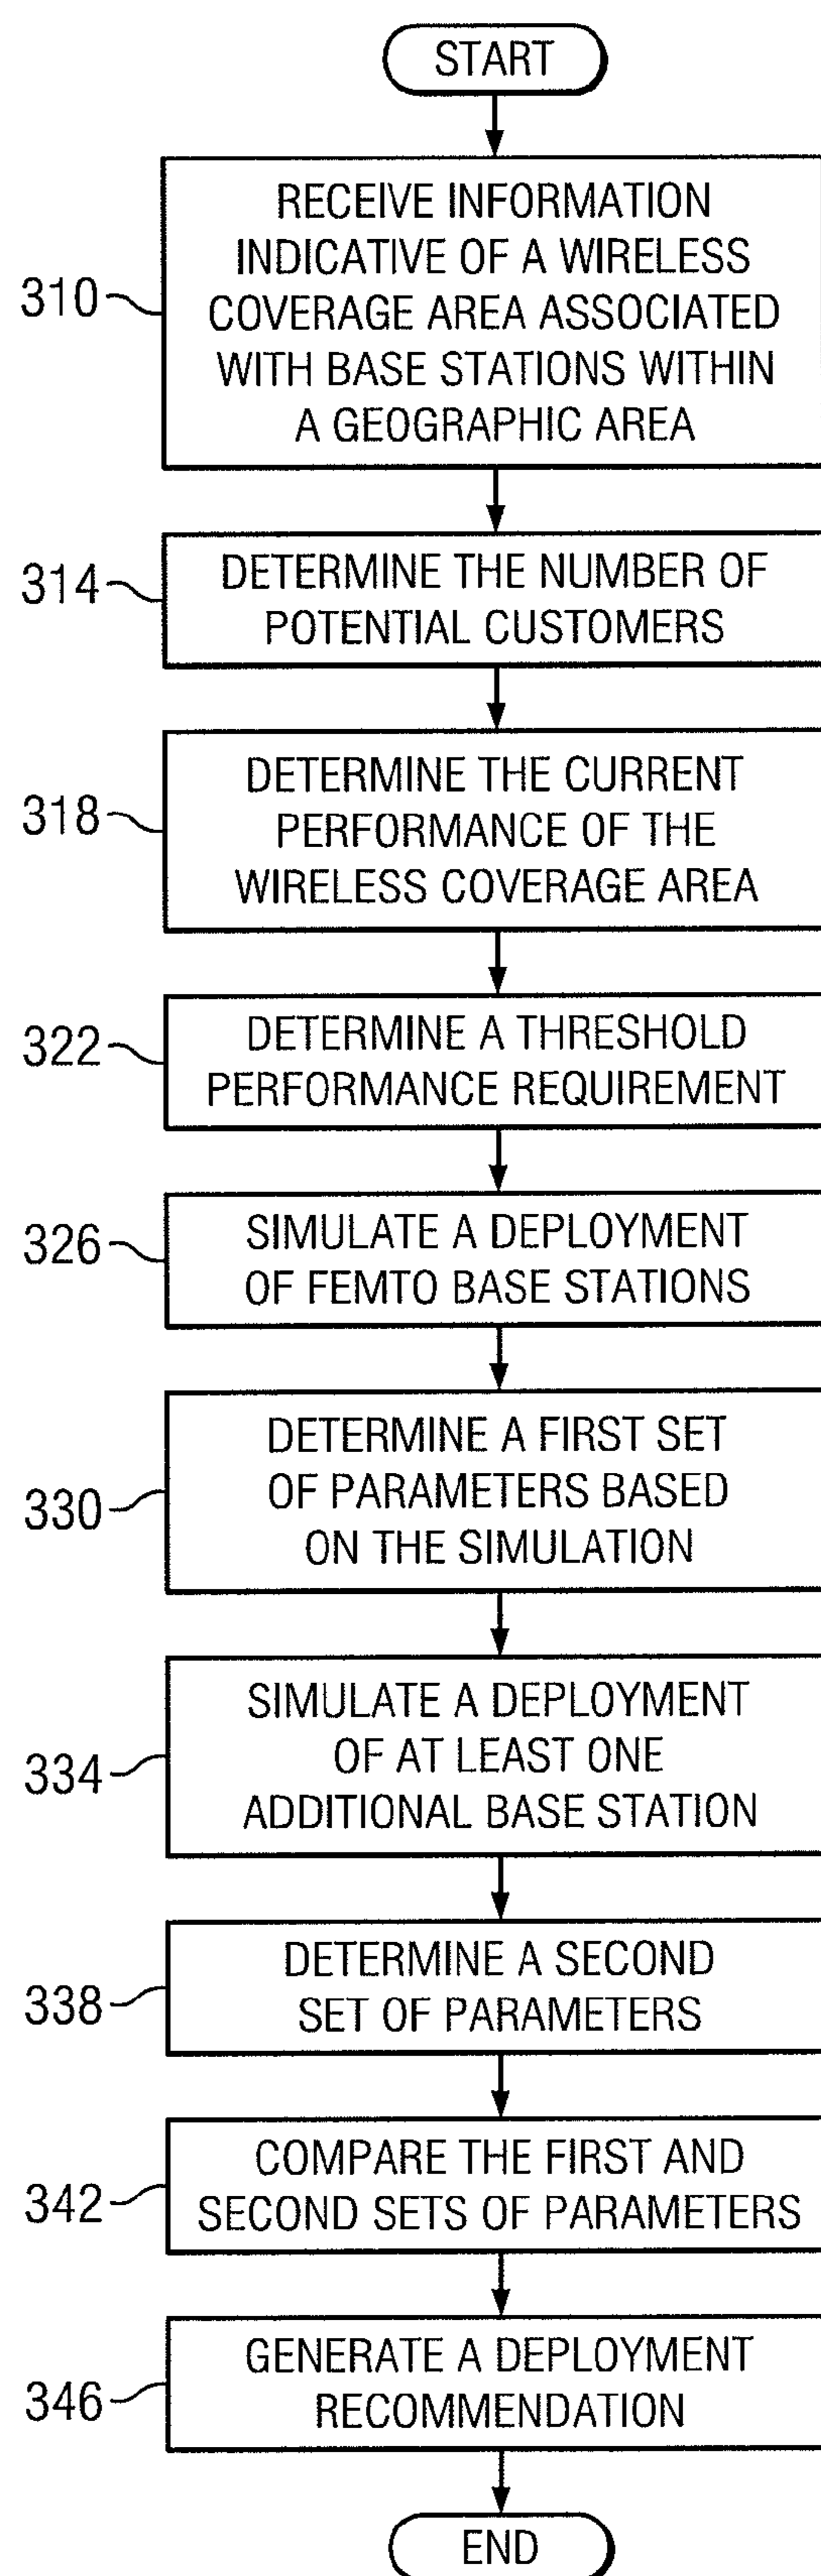 START
310
RECEIVE INFORMATION
INDICATIVE OF A WIRELESS
COVERAGE AREA ASSOCIATED
WITH BASE STATIONS WITHIN
A GEOGRAPHIC AREA
314
DETERMINE THE NUMBER OF
POTENTIAL CUSTOMERS
318
DETERMINE THE CURRENT
PERFORMANCE OF THE
WIRELESS COVERAGE AREA
322
DETERMINE A THRESHOLD
PERFORMANCE REQUIREMENT
326
SIMULATE A DEPLOYMENT
OF FEMTO BASE STATIONS
330
DETERMINE A FIRST SET
OF PARAMETERS BASED
ON THE SIMULATION
334
SIMULATE A DEPLOYMENT
OF AT LEAST ONE
ADDITIONAL BASE STATION
338
DETERMINE A SECOND
SET OF PARAMETERS
342
COMPARE THE FIRST AND
SECOND SETS OF PARAMETERS
346
GENERATE A DEPLOYMENT
RECOMMENDATION
END